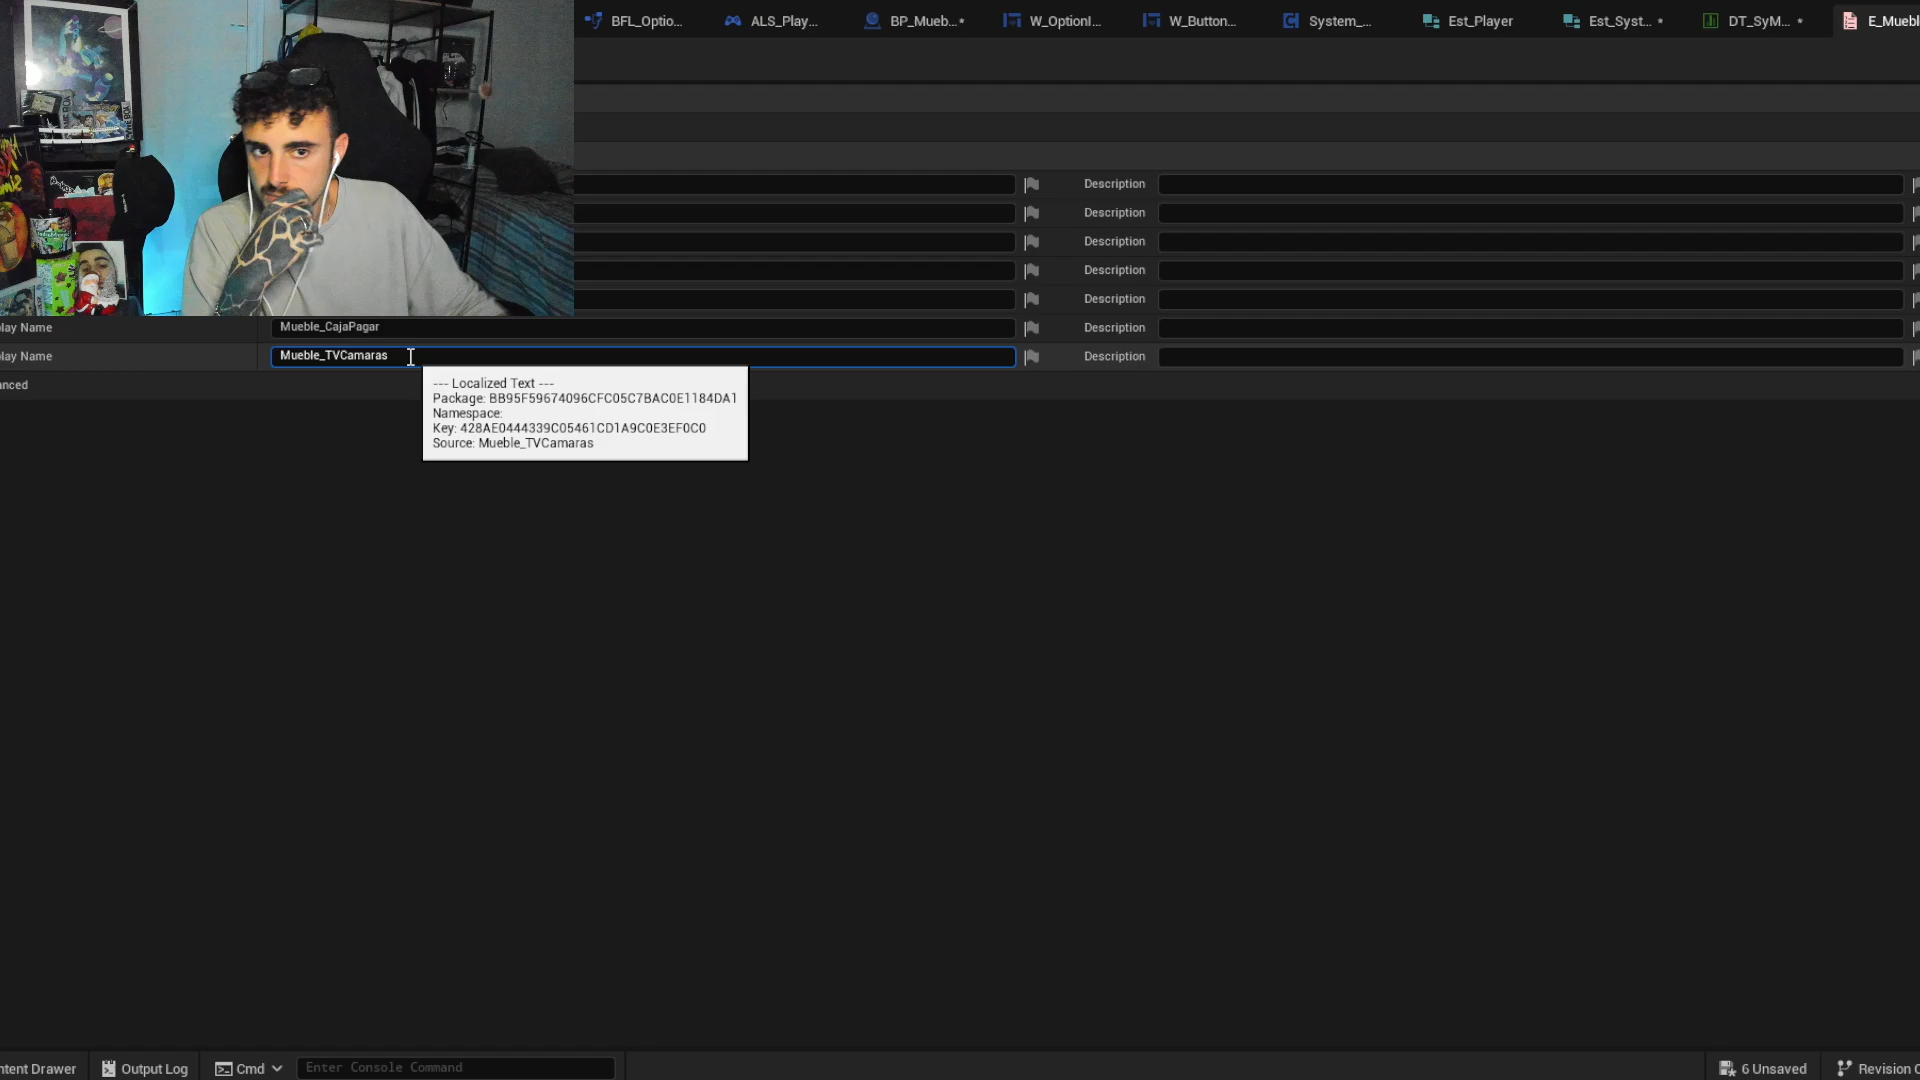 BFL_Optio...
ALS_Play...
BP_Mueb...*
W_OptionI...
W_Button...
System_...
Est_Player
Est_Syst... *
DT_SyM... *
E_Muebl
Description
Description
Description
Description
Description
lay Name
Mueble_CajaPagar
Description
lay Name
Mueble_TVCamaras
Description
anced
--- Localized Text ---
Package: BB95F59674096CFC05C7BAC0E1184DA1
Namespace:
Key: 428AE0444339C05461CD1A9C0E3EF0C0
Source: Mueble_TVCamaras
ntent Drawer
Output Log
Cmd
Enter Console Command
6 Unsaved
Revision C